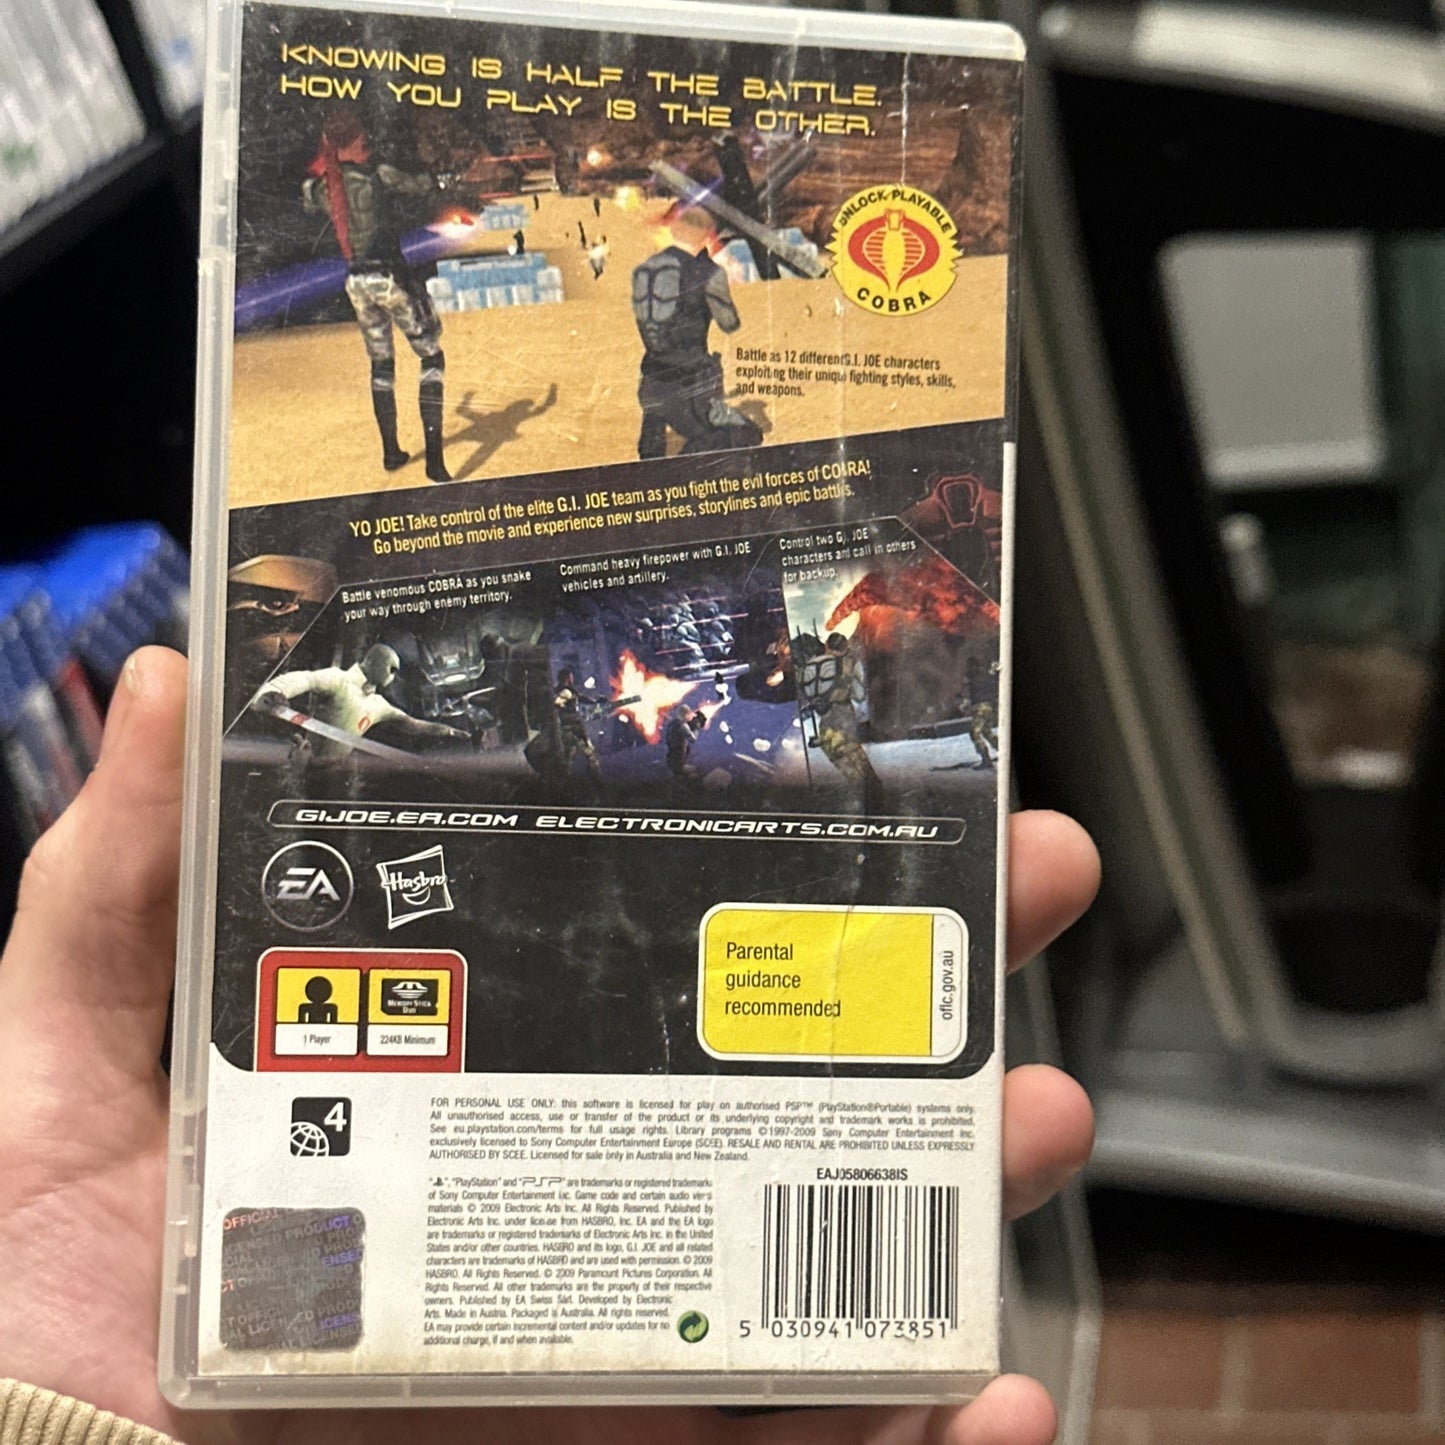 KNOWING IS HALF THE BATTLE.
HOW YOU PLAY IS THE OTHER.
UNLOCK PLAYABLE
COBRA
Battle as 12 different G.I. JOE characters
exploiting their unique fighting styles, skills,
and weapons.
YO JOE! Take control of the elite G.I. JOE team as you fight the evil forces of COBRA!
Go beyond the movie and experience new surprises, storylines and epic battles.
Battle venomous COBRA as you snake
your way through enemy territory.
Command heavy firepower with G.I. JOE
vehicles and artillery.
Control two G.I. JOE
characters and call in others
for backup.
GIJOE.EA.COM ELECTRONICARTS.COM.AU
EA
Hasbro
Parental
guidance
recommended
oflc.gov.au
MEMORY STICK
DUO
1 Player
224KB Minimum
4
FOR PERSONAL USE ONLY: this software is licensed for play on authorised PSP™ (PlayStation®Portable) systems only.
All unauthorised access, use or transfer of the product or its underlying copyright and trademark works is prohibited.
See eu.playstation.com/terms for full usage rights. Library programs ©1997-2009 Sony Computer Entertainment Inc.
exclusively licensed to Sony Computer Entertainment Europe (SCEE). RESALE AND RENTAL ARE PROHIBITED UNLESS EXPRESSLY
AUTHORISED BY SCEE. Licensed for sale only in Australia and New Zealand.
EAJ05806638IS
"PlayStation" and "PSP" are trademarks or registered trademarks
of Sony Computer Entertainment Inc. Game code and certain audio visual
materials © 2009 Electronic Arts Inc. All Rights Reserved. Published by
Electronic Arts Inc. under license from HASBRO, Inc. EA and the EA logo
are trademarks or registered trademarks of Electronic Arts Inc. in the United
States and/or other countries. HASBRO and its logo, G.I. JOE and all related
characters are trademarks of HASBRO and are used with permission. © 2009
HASBRO. All Rights Reserved. © 2009 Paramount Pictures Corporation. All
Rights Reserved. All other trademarks are the property of their respective
owners. Published by EA Swiss Sàrl. Developed by Electronic
Arts. Made in Austria. Packaged in Australia. All rights reserved.
EA may provide certain incremental content and/or updates for no
additional charge, if and when available.
OFFICIAL
LICENSED PRODUCT
5 030941 073851